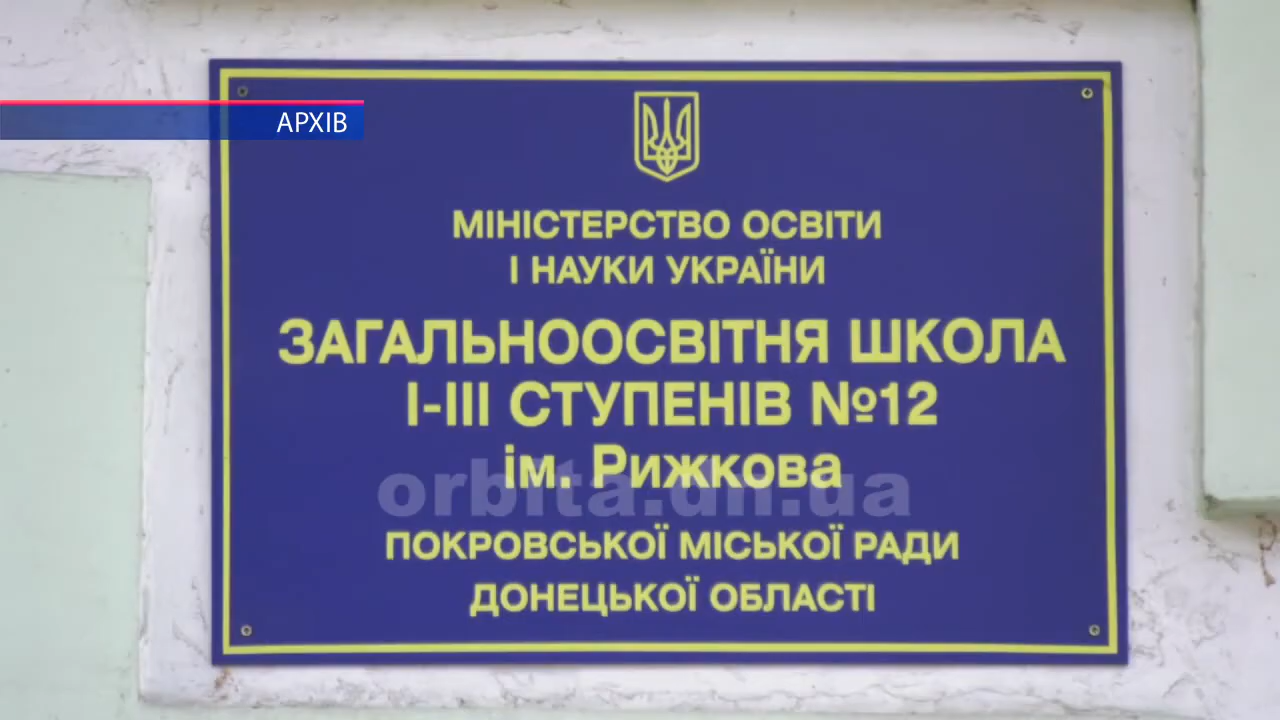 АРХІВ
МІНІСТЕРСТВО ОСВІТИ
І НАУКИ УКРАЇНИ
ЗАГАЛЬНООСВІТНЯ ШКОЛА
І-ІІІ СТУПЕНІВ №12
ім. Рижкова
orbita.dn.ua
ПОКРОВСЬКОЇ МІСЬКОЇ РАДИ
ДОНЕЦЬКОЇ ОБЛАСТІ